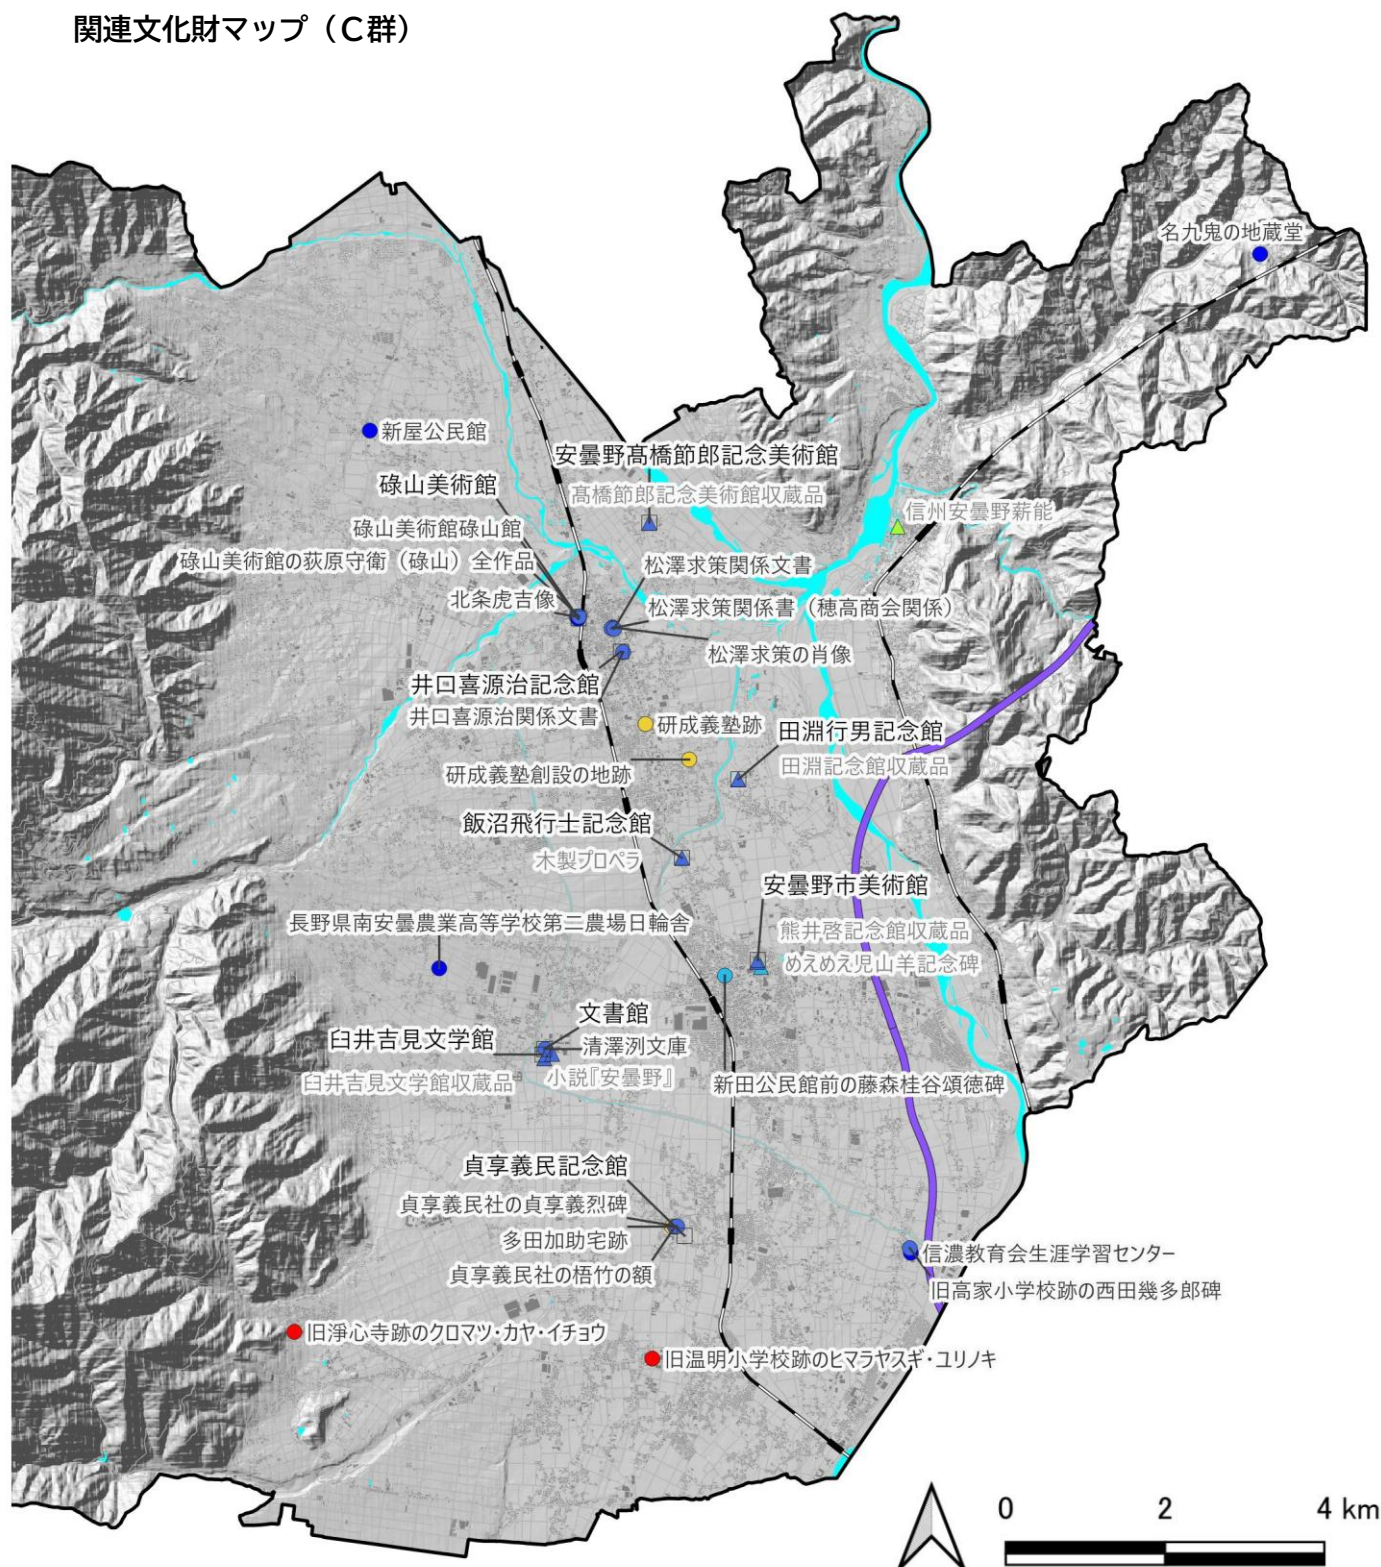 関連文化財マップ（Ｃ群）
名九鬼の地蔵堂
新屋公民館
安曇野髙橋節郎記念美術館
髙橋節郎記念美術館収蔵品
碌山美術館
碌山美術館碌山館
碌山美術館の荻原守衛（碌山）全作品
北条虎吉像
信州安曇野薪能
松澤求策関係文書
松澤求策関係書（穂高商会関係）
松澤求策の肖像
井口喜源治記念館
井口喜源治関係文書
研成義塾跡
研成義塾創設の地跡
田淵行男記念館
田淵記念館収蔵品
飯沼飛行士記念館
木製プロペラ
安曇野市美術館
熊井啓記念館収蔵品
めえめえ児山羊記念碑
長野県南安曇農業高等学校第二農場日輪舎
文書館
臼井吉見文学館
清澤洌文庫
臼井吉見文学館収蔵品
小説『安曇野』
新田公民館前の藤森桂谷頌徳碑
貞享義民記念館
貞享義民社の貞享義烈碑
多田加助宅跡
貞享義民社の梧竹の額
信濃教育会生涯学習センター
旧高家小学校跡の西田幾多郎碑
旧淨心寺跡のクロマツ・カヤ・イチョウ
旧温明小学校跡のヒマラヤスギ・ユリノキ
0 2 4 km